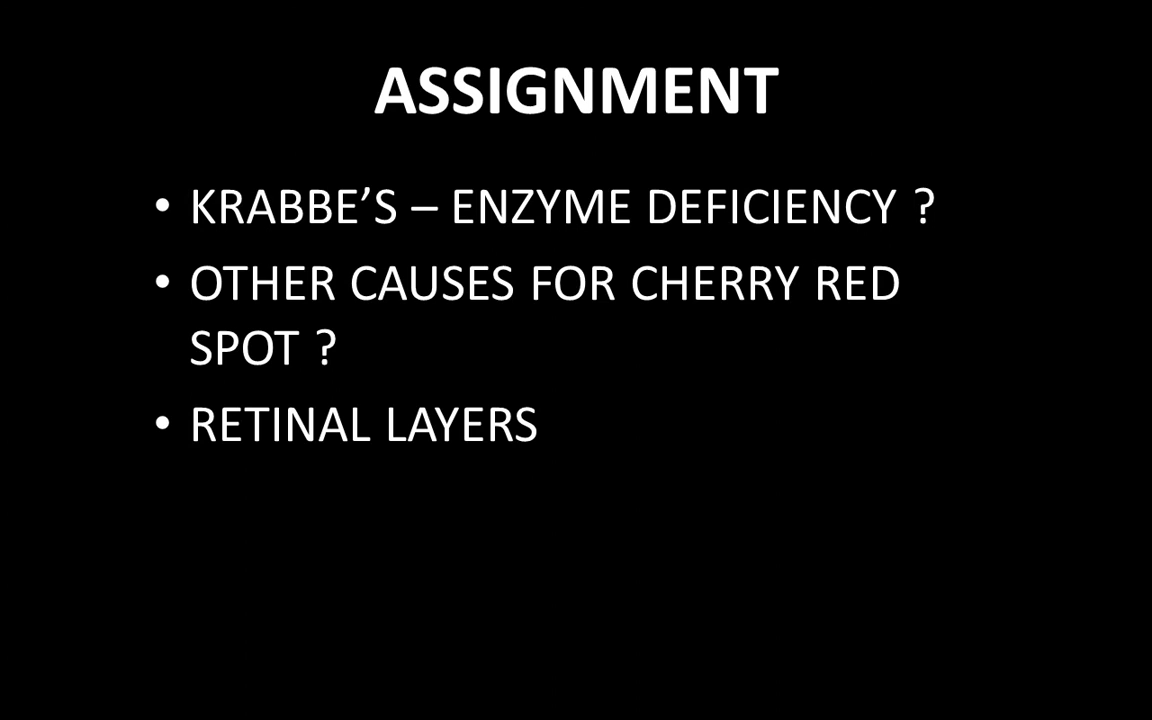 ASSIGNMENT
• KRABBE’S – ENZYME DEFICIENCY ?
• OTHER CAUSES FOR CHERRY RED
SPOT ?
• RETINAL LAYERS